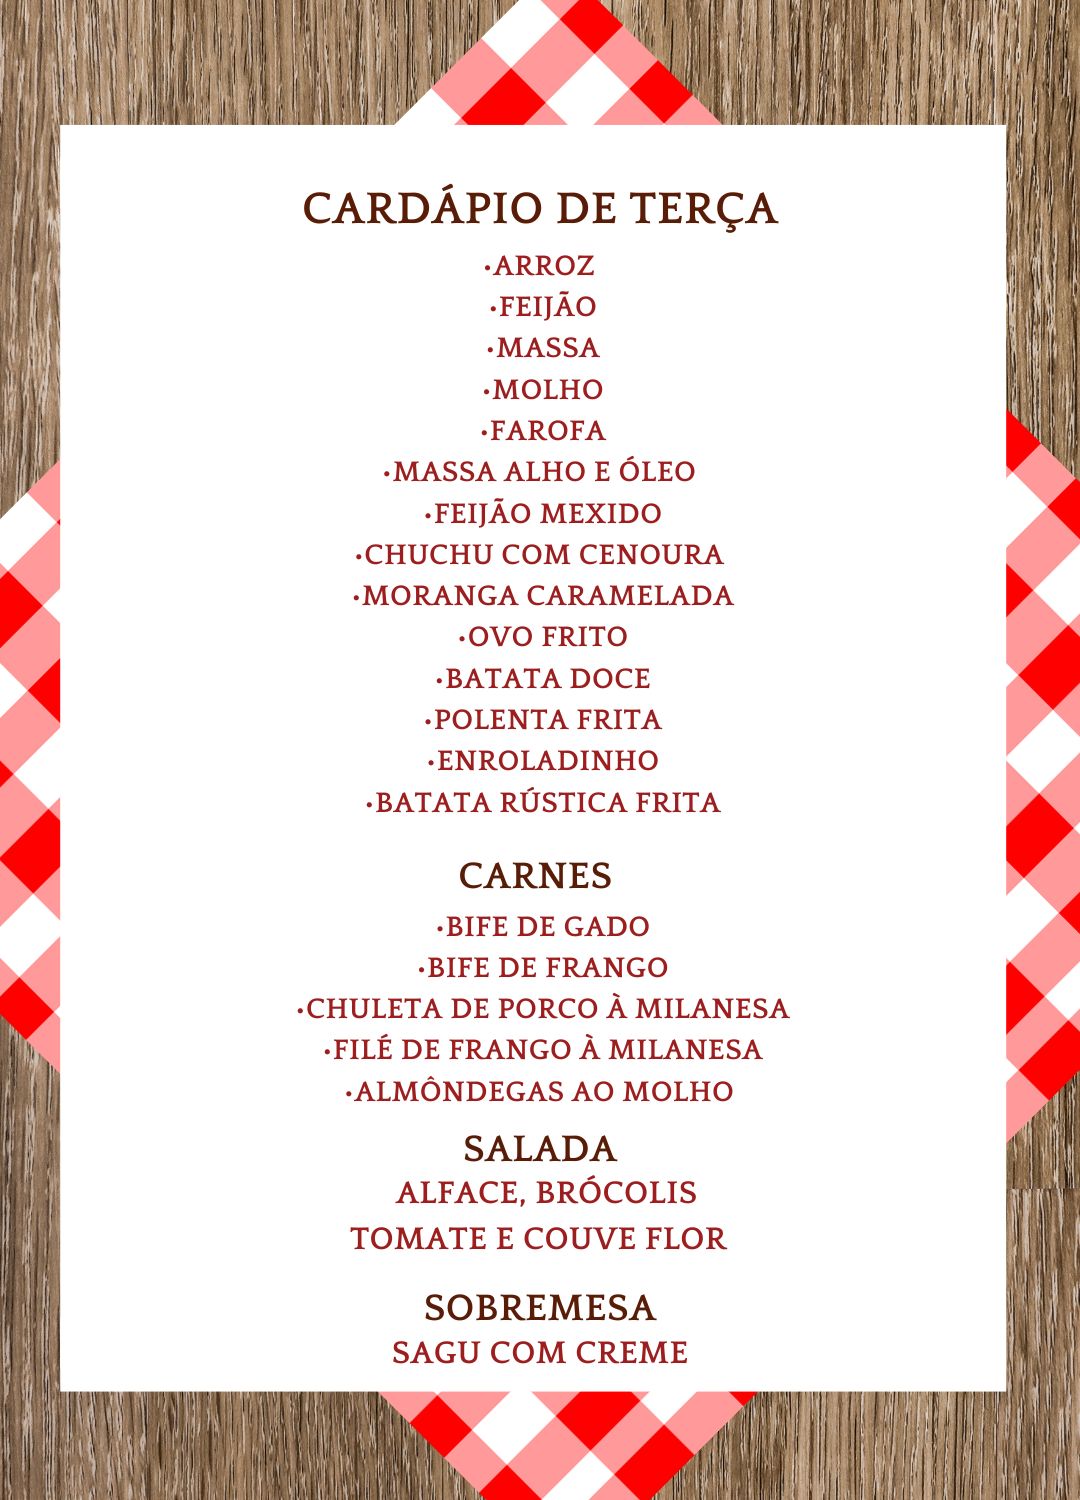 CARDÁPIO DE TERÇA
•ARROZ
•FEIJÃO
•MASSA
•MOLHO
•FAROFA
•MASSA ALHO E ÓLEO
•FEIJÃO MEXIDO
•CHUCHU COM CENOURA
•MORANGA CARAMELADA
•OVO FRITO
•BATATA DOCE
•POLENTA FRITA
•ENROLADINHO
•BATATA RÚSTICA FRITA
CARNES
•BIFE DE GADO
•BIFE DE FRANGO
•CHULETA DE PORCO À MILANESA
•FILÉ DE FRANGO À MILANESA
•ALMÔNDEGAS AO MOLHO
SALADA
ALFACE, BRÓCOLIS
TOMATE E COUVE FLOR
SOBREMESA
SAGU COM CREME